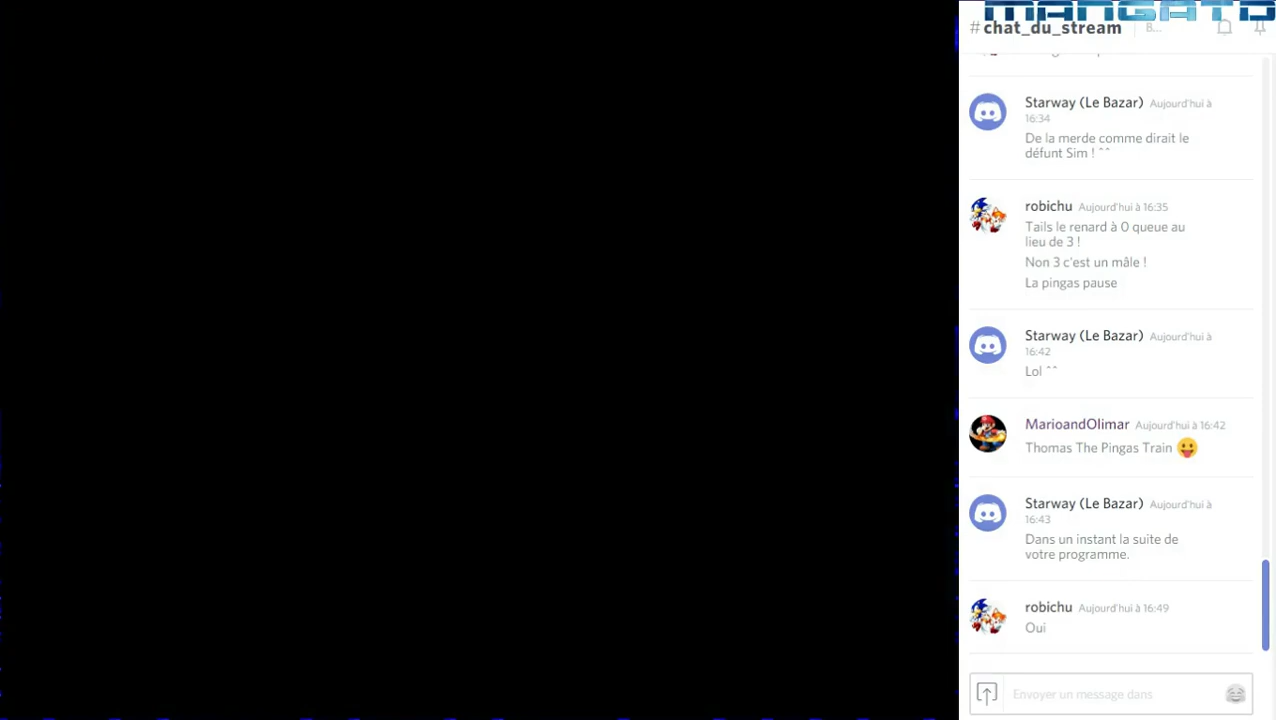 MANGATD
# chat_du_stream B...
Starway (Le Bazar) Aujourd'hui à
16:34
De la merde comme dirait le
défunt Sim ! ^^
robichu Aujourd'hui à 16:35
Tails le renard à 0 queue au
lieu de 3 !
Non 3 c'est un mâle !
La pingas pause
Starway (Le Bazar) Aujourd'hui à
16:42
Lol ^^
MarioandOlimar Aujourd'hui à 16:42
Thomas The Pingas Train
Starway (Le Bazar) Aujourd'hui à
16:43
Dans un instant la suite de
votre programme.
robichu Aujourd'hui à 16:49
Oui
Envoyer un message dans